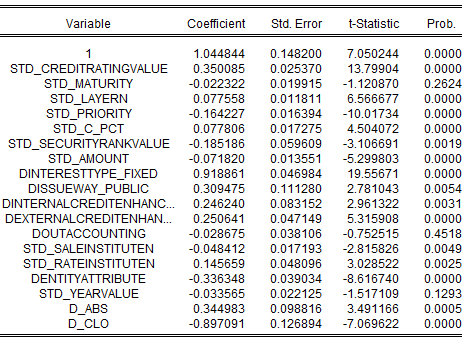 Variable Coefficient Std. Error t-Statistic Prob.
1 1.044844 0.148200 7.050244 0.0000
STD_CREDITRATINGVALUE 0.350085 0.025370 13.79904 0.0000
STD_MATURITY -0.022322 0.019915 -1.120870 0.2624
STD_LAYERN 0.077558 0.011811 6.566677 0.0000
STD_PRIORITY -0.164227 0.016394 -10.01734 0.0000
STD_C_PCT 0.077806 0.017275 4.504072 0.0000
STD_SECURITYRANKVALUE -0.185186 0.059609 -3.106691 0.0019
STD_AMOUNT -0.071820 0.013551 -5.299803 0.0000
DINTERESTTYPE_FIXED 0.918861 0.046984 19.55671 0.0000
DISSUEWAY_PUBLIC 0.309475 0.111280 2.781043 0.0054
DINTERNALCREDITENHANC... 0.246240 0.083152 2.961322 0.0031
DEXTERNALCREDITENHAN... 0.250641 0.047149 5.315908 0.0000
DOUTACCOUNTING -0.028675 0.038106 -0.752515 0.4518
STD_SALEINSTITUTEN -0.048412 0.017193 -2.815826 0.0049
STD_RATEINSTITUTEN 0.145659 0.048096 3.028522 0.0025
DENTITYATTRIBUTE -0.336348 0.039034 -8.616740 0.0000
STD_YEARVALUE -0.033565 0.022125 -1.517109 0.1293
D_ABS 0.344983 0.098816 3.491166 0.0005
D_CLO -0.897091 0.126894 -7.069622 0.0000